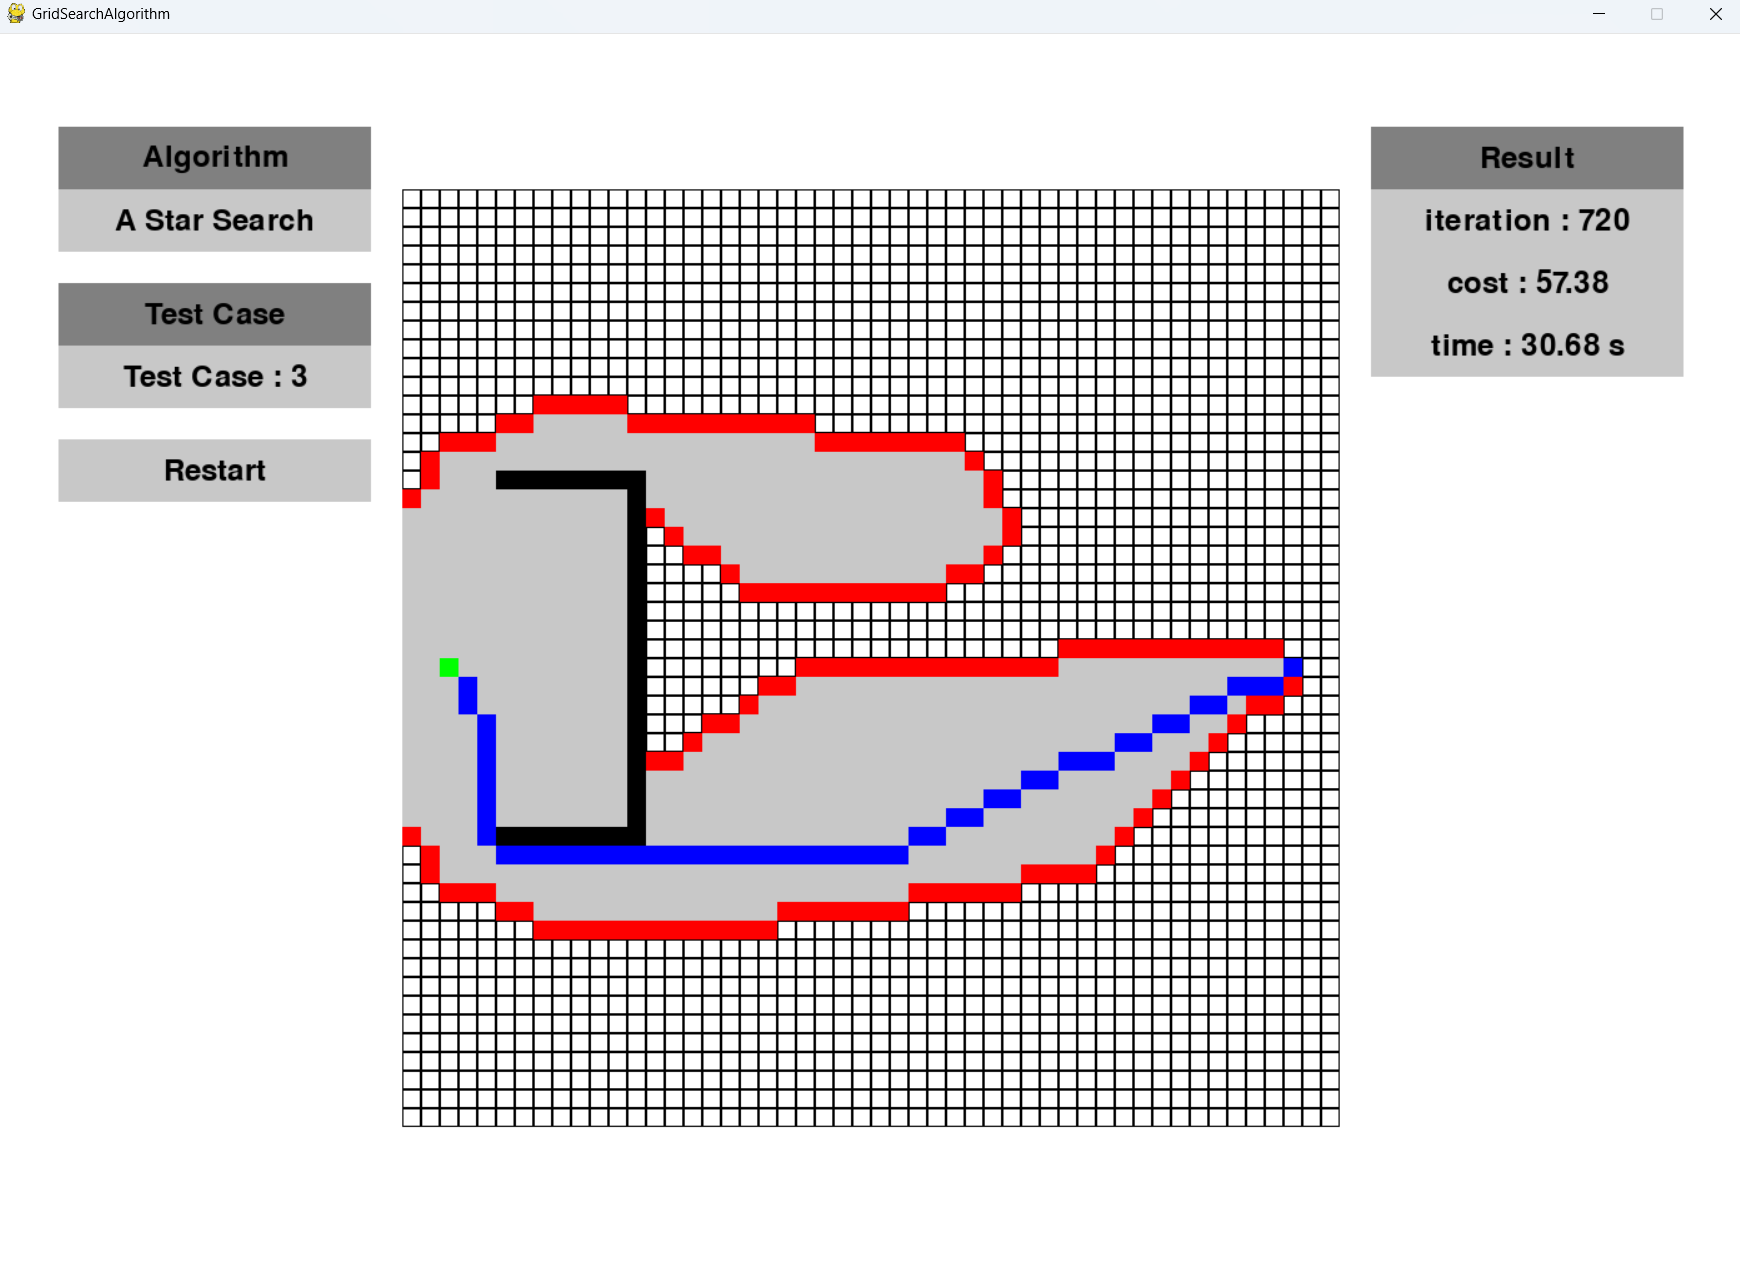 GridSearchAlgorithm
Algorithm
A Star Search
Test Case
Test Case : 3
Restart
Result
iteration : 720
cost : 57.38
time : 30.68 s